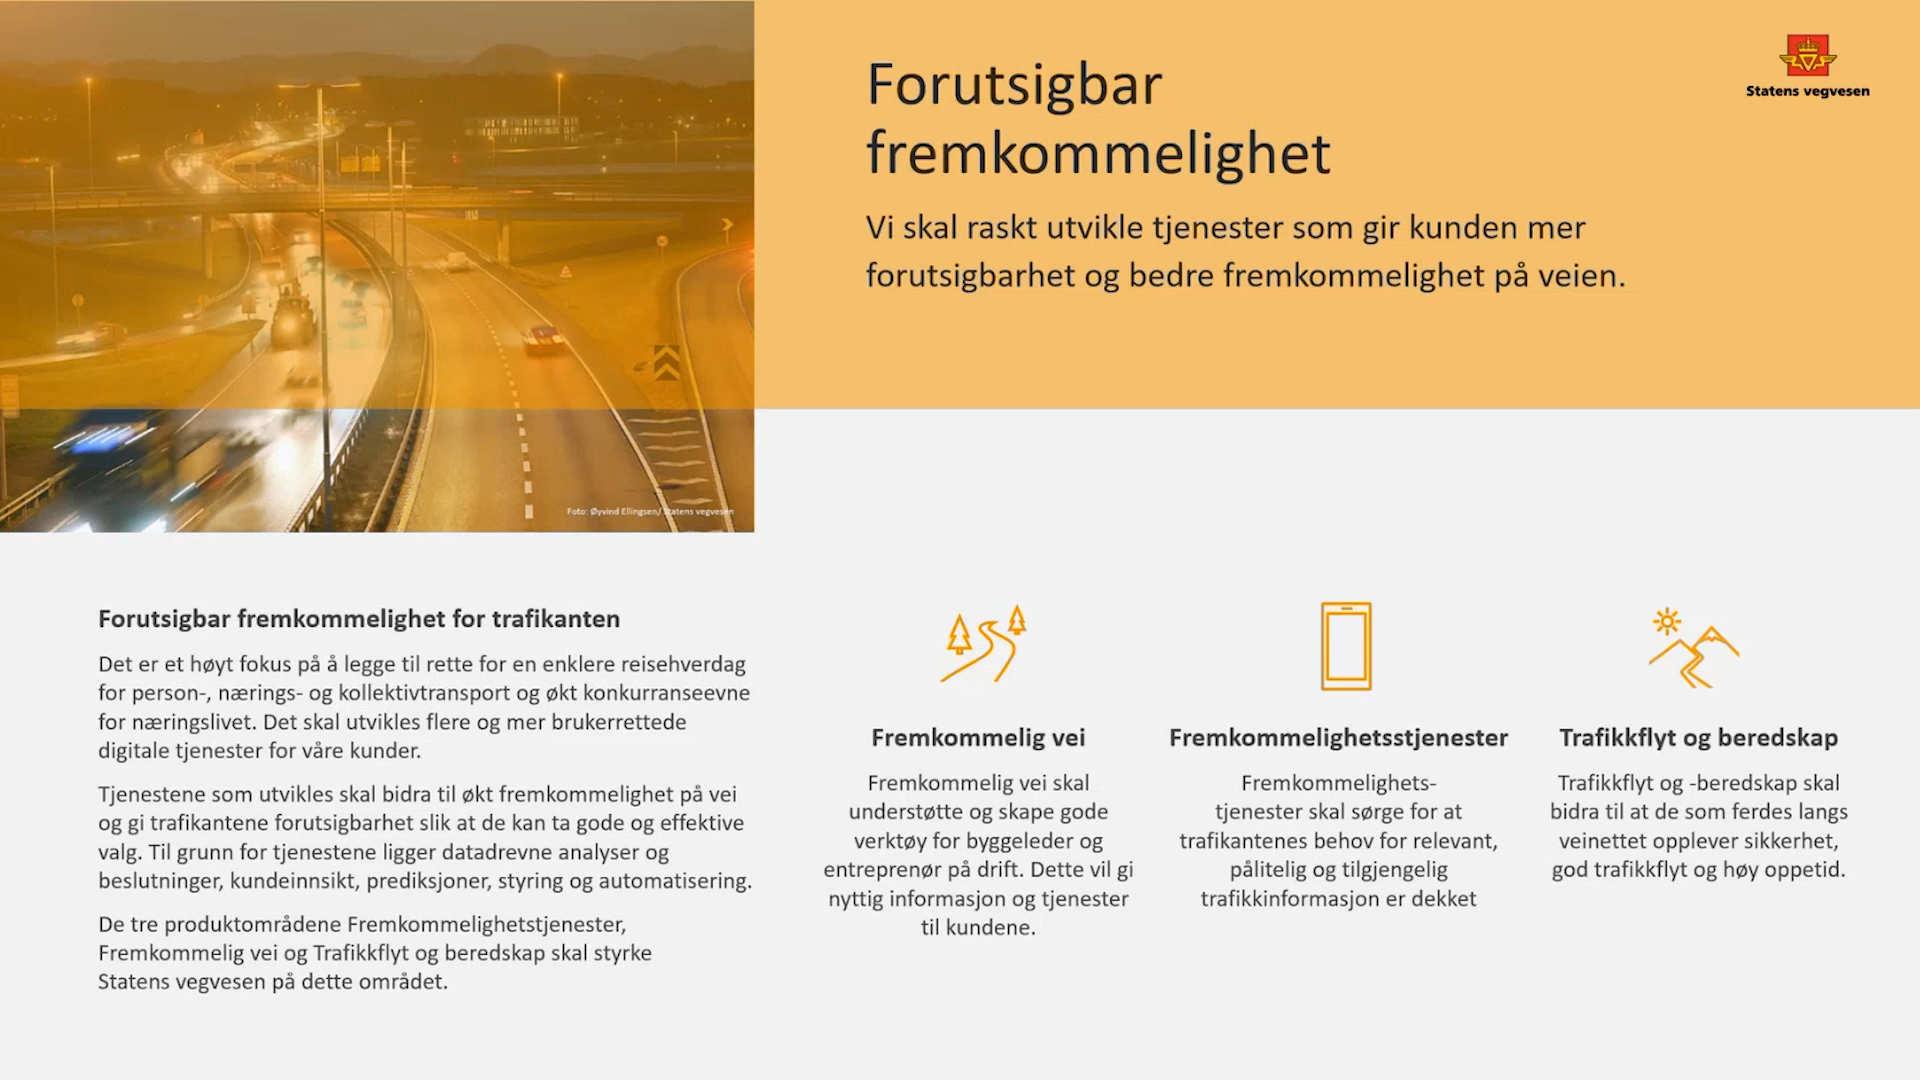 Forutsigbar
fremkommelighet
Vi skal raskt utvikle tjenester som gir kunden mer
forutsigbarhet og bedre fremkommelighet på veien.
Statens vegvesen
Foto: Øyvind Ellingsen/ Statens vegvesen
Forutsigbar fremkommelighet for trafikanten
Det er et høyt fokus på å legge til rette for en enklere reisehverdag
for person-, nærings- og kollektivtransport og økt konkurranseevne
for næringslivet. Det skal utvikles flere og mer brukerrettede
digitale tjenester for våre kunder.
Tjenestene som utvikles skal bidra til økt fremkommelighet på vei
og gi trafikantene forutsigbarhet slik at de kan ta gode og effektive
valg. Til grunn for tjenestene ligger datadrevne analyser og
beslutninger, kundeinnsikt, prediksjoner, styring og automatisering.
De tre produktområdene Fremkommelighetstjenester,
Fremkommelig vei og Trafikkflyt og beredskap skal styrke
Statens vegvesen på dette området.
Fremkommelig vei
Fremkommelig vei skal
understøtte og skape gode
verktøy for byggeleder og
entreprenør på drift. Dette vil gi
nyttig informasjon og tjenester
til kundene.
Fremkommelighetsstjenester
Fremkommelighets-
tjenester skal sørge for at
trafikantenes behov for relevant,
pålitelig og tilgjengelig
trafikkinformasjon er dekket
Trafikkflyt og beredskap
Trafikkflyt og -beredskap skal
bidra til at de som ferdes langs
veinettet opplever sikkerhet,
god trafikkflyt og høy oppetid.